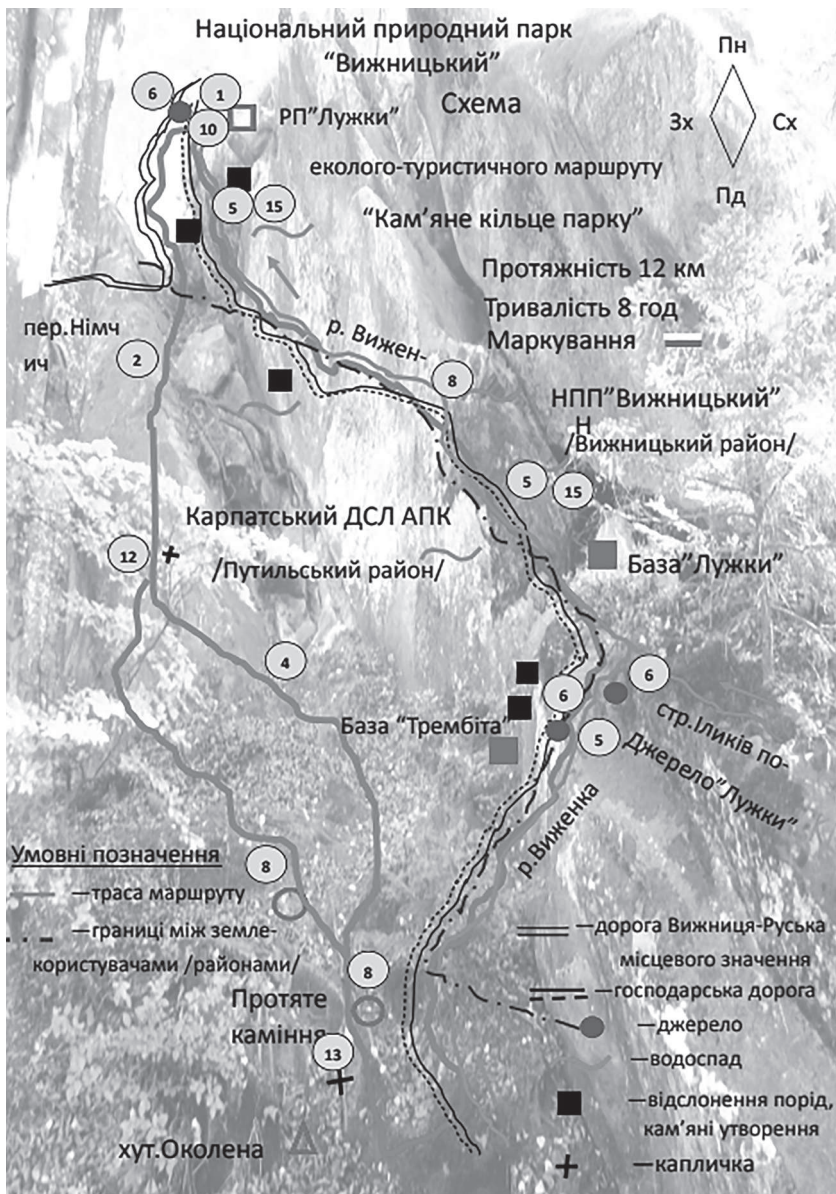 Національний природний парк
“Вижницький”
Схема
Пн
Зх
Сх
Пд
6
1
10
РП”Лужки”
еколого-туристичного маршруту
5
15
“Кам’яне кільце парку”
Протяжність 12 км
Тривалість 8 год
Маркування
пер.Німч
ич
2
р. Вижен-
8
НПП”Вижницький”
Н
/Вижницький район/
5
15
Карпатський ДСЛ АПК
12
/Путильський район/
База”Лужки”
4
6
6
База “Трембіта”
5
стр.Іликів по-
Джерело”Лужки”
р.Виженка
Умовні позначення
8
—траса маршруту
—границі між земле-
користувачами /районами/
8
Протяте
каміння
13
хут.Околена
—дорога Вижниця-Руська
місцевого значення
—господарська дорога
—джерело
—водоспад
—відслонення порід,
кам’яні утворення
—капличка